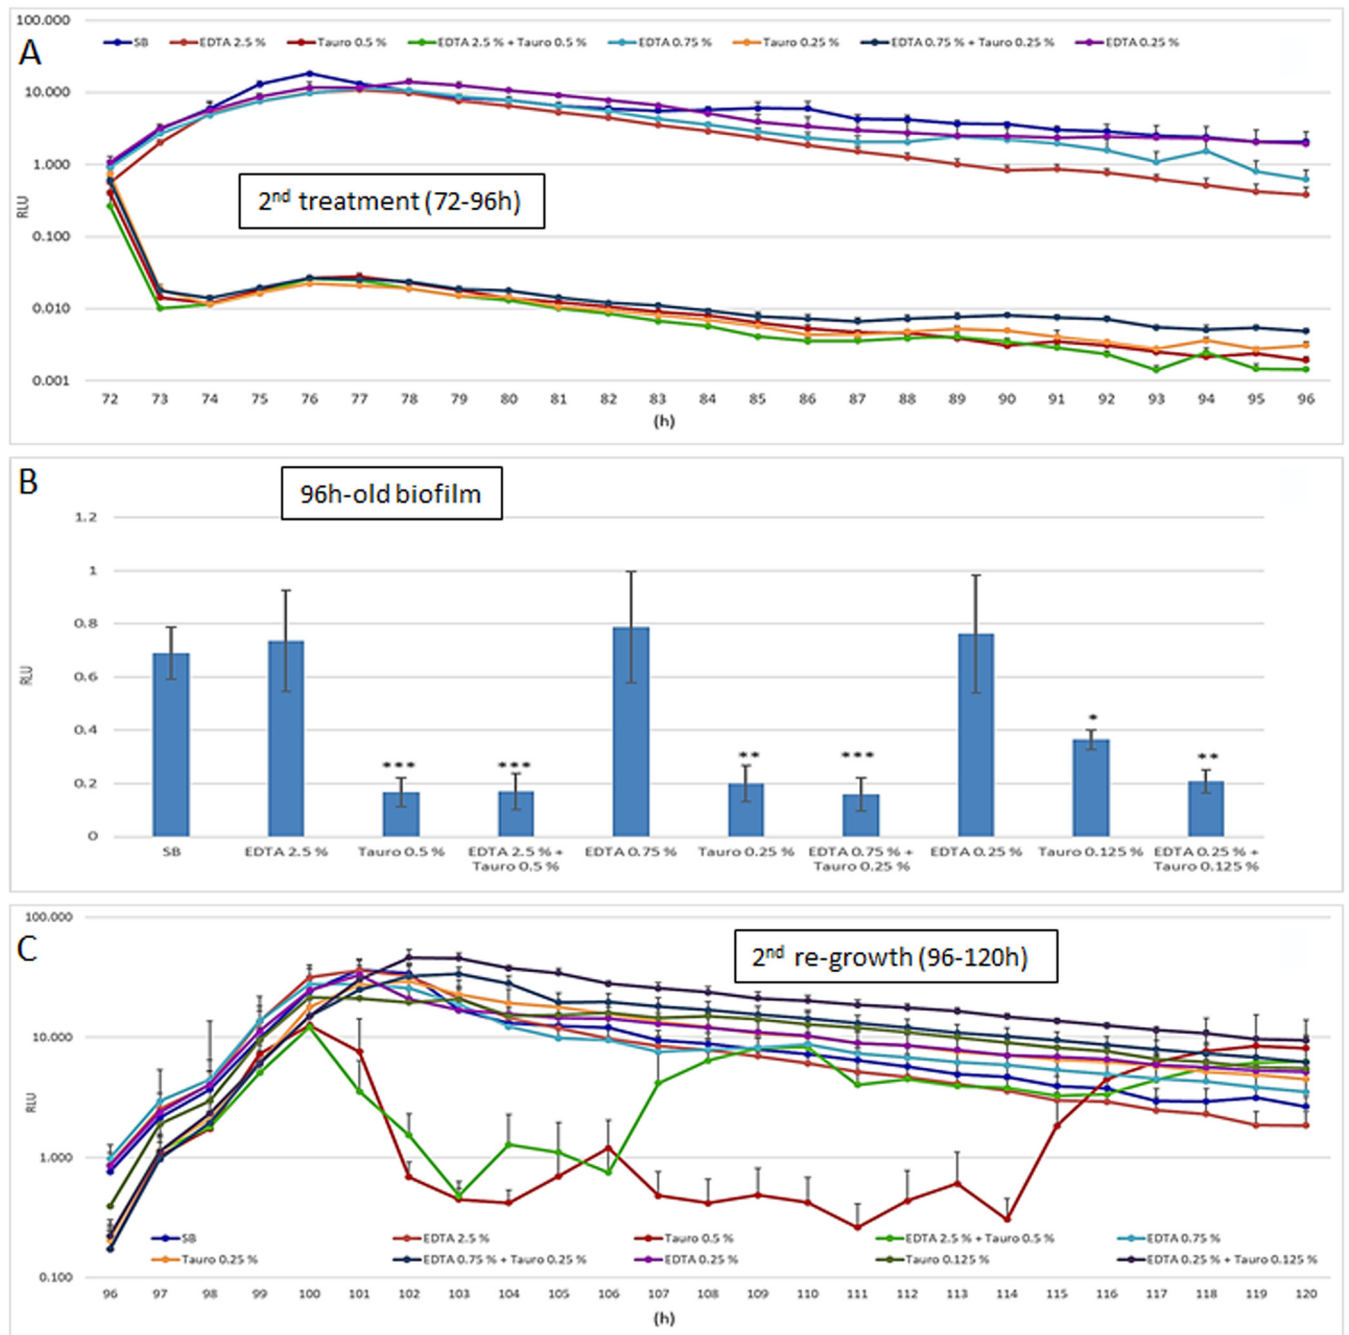 A
100.000
SB EDTA 2.5 % Tauro 0.5 % EDTA 2.5 % + Tauro 0.5 % EDTA 0.75 % Tauro 0.25 % EDTA 0.75 % + Tauro 0.25 % EDTA 0.25 %
10.000
1.000
RLU
2nd treatment (72-96h)
0.100
0.010
0.001
72 73 74 75 76 77 78 79 80 81 82 83 84 85 86 87 88 89 90 91 92 93 94 95 96
(h)
B
96h-old biofilm
1.2
1
0.8
RLU
0.6
0.4
0.2
0
*** *** ** *** * **
SB EDTA 2.5 % Tauro 0.5 % EDTA 2.5 % + EDTA 0.75 % Tauro 0.25 % EDTA 0.75 % + EDTA 0.25 % Tauro 0.125 % EDTA 0.25 % +
Tauro 0.5 % Tauro 0.25 % Tauro 0.125 %
C
100.000
2nd re-growth (96-120h)
10.000
RLU
1.000
SB EDTA 2.5 % Tauro 0.5 % EDTA 2.5 % + Tauro 0.5 % EDTA 0.75 %
Tauro 0.25 % EDTA 0.75 % + Tauro 0.25 % EDTA 0.25 % Tauro 0.125 % EDTA 0.25 % + Tauro 0.125 %
0.100
96 97 98 99 100 101 102 103 104 105 106 107 108 109 110 111 112 113 114 115 116 117 118 119 120
(h)